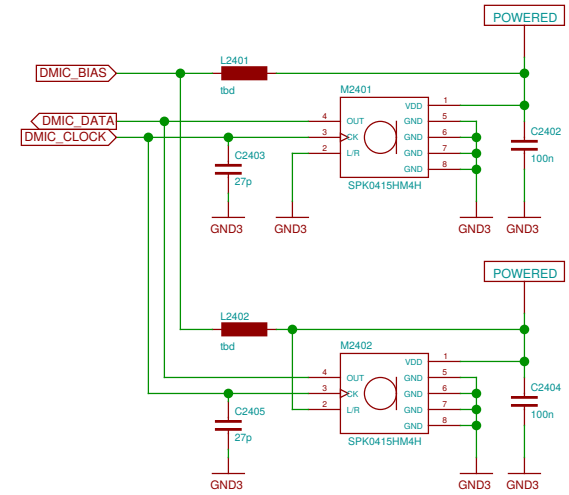 POWERED
L2401
DMIC_BIAS
tbd
M2401
VDD 1
DMIC_DATA
4 OUT GND 5
DMIC_CLOCK
3 CK GND 6
C2402
C2403
2 L/R GND 7
100n
27p
GND 8
SPK0415HM4H
GND3 GND3 GND3 GND3
POWERED
L2402
tbd
M2402
VDD 1
4 OUT GND 5
3 CK GND 6
C2404
C2405
2 L/R GND 7
100n
27p
GND 8
SPK0415HM4H
GND3 GND3 GND3